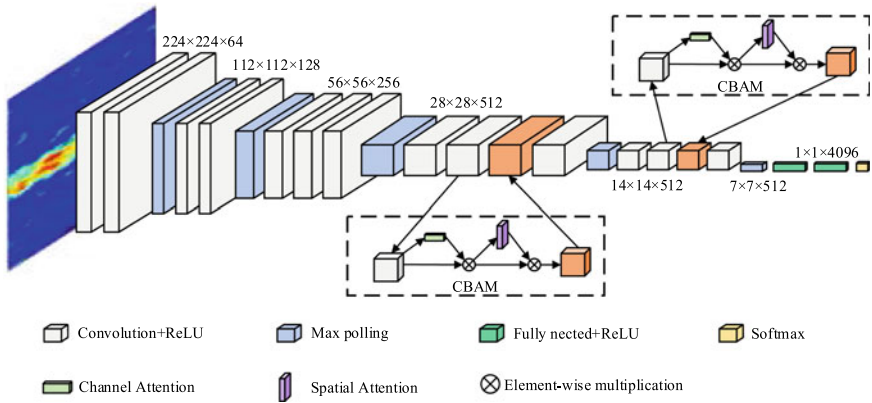 224×224×64
112×112×128
56×56×256
28×28×512
CBAM
14×14×512
CBAM
1×1×4096
7×7×512
Convolution+ReLU
Max polling
Fully nected+ReLU
Softmax
Channel Attention
Spatial Attention
Element-wise multiplication